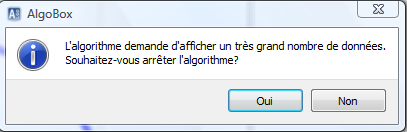 AlgoBox
L'algorithme demande d'afficher un très grand nombre de données.
Souhaitez-vous arrêter l'algorithme?
Oui
Non